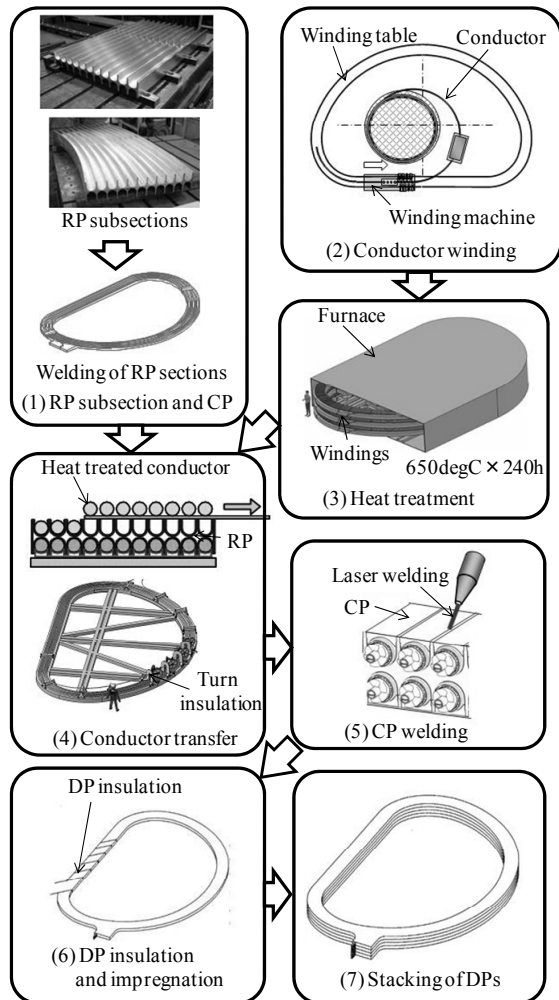 RP subsections
Welding of RP sections
(1) RP subsection and CP
Winding table
Conductor
Winding machine
(2) Conductor winding
Furnace
Windings
650degC × 240h
(3) Heat treatment
Heat treated conductor
RP
Turn
insulation
(4) Conductor transfer
Laser welding
CP
(5) CP welding
DP insulation
(6) DP insulation
and impregnation
(7) Stacking of DPs